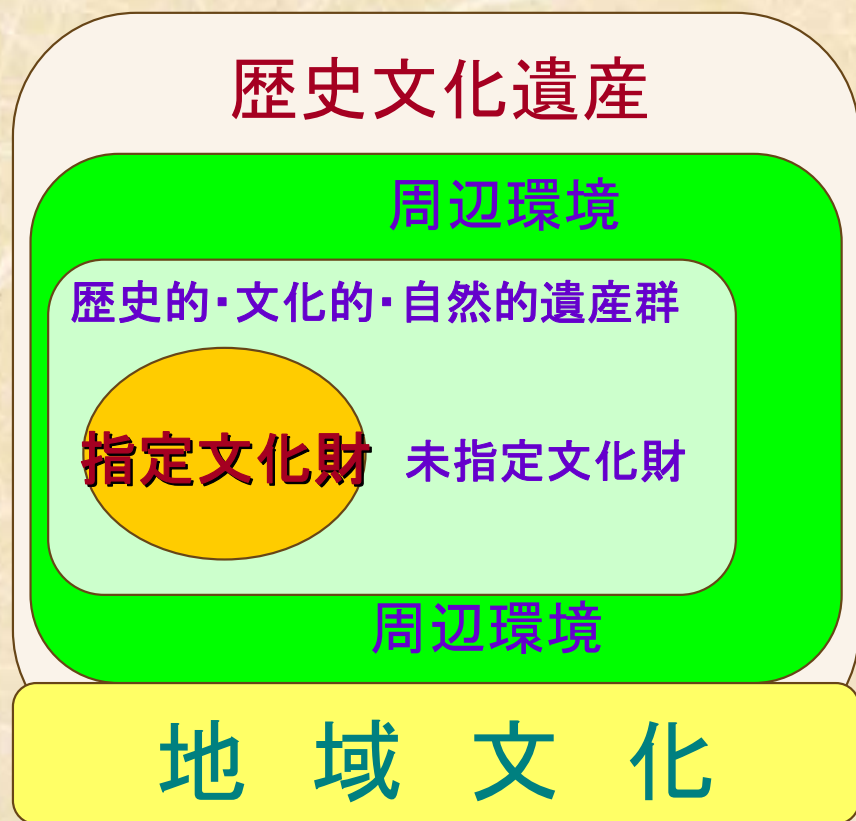 歴史文化遺産
周辺環境
歴史的・文化的・自然的遺産群
指定文化財 未指定文化財
周辺環境
地 域 文 化